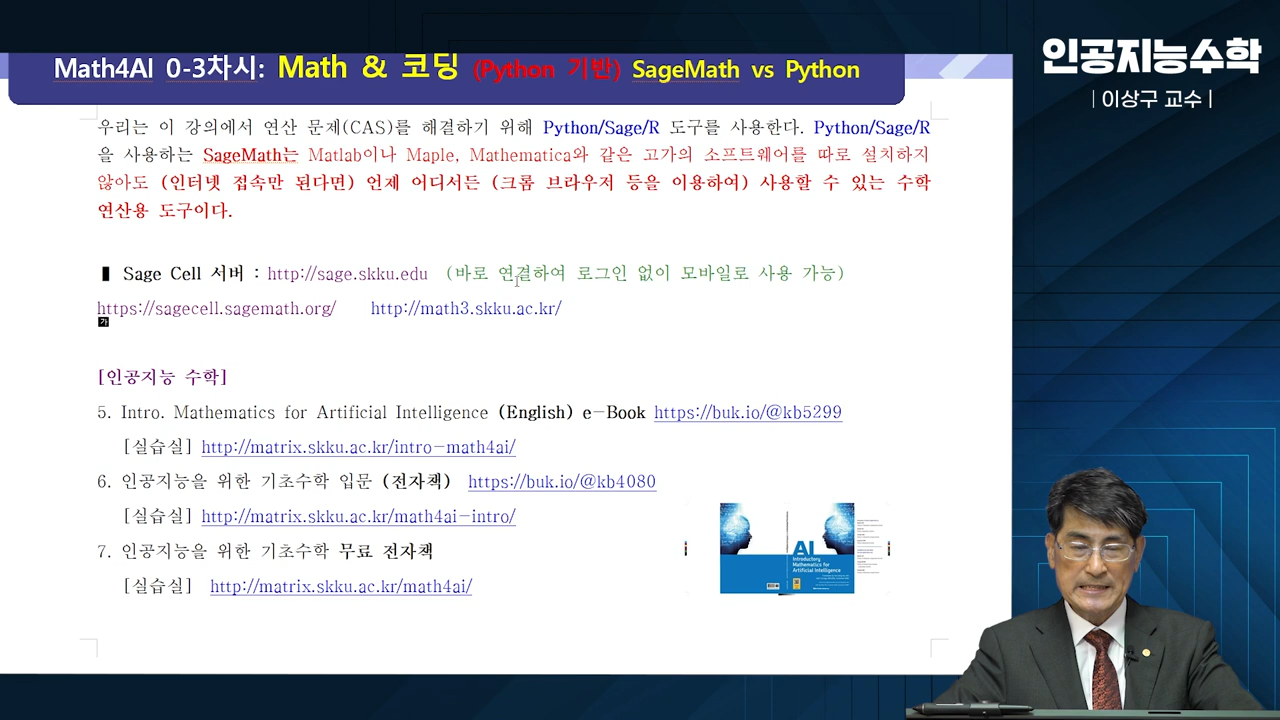 Math4AI 0-3차시: Math & 코딩 (Python 기반) SageMath vs Python
인공지능수학
| 이상구 교수 |
우리는 이 강의에서 연산 문제(CAS)를 해결하기 위해 Python/Sage/R 도구를 사용한다. Python/Sage/R
을 사용하는 SageMath는 Matlab이나 Maple, Mathematica와 같은 고가의 소프트웨어를 따로 설치하지
않아도 (인터넷 접속만 된다면) 언제 어디서든 (크롬 브라우저 등을 이용하여) 사용할 수 있는 수학
연산용 도구이다.
▮ Sage Cell 서버 : http://sage.skku.edu (바로 연결하여 로그인 없이 모바일로 사용 가능)
https://sagecell.sagemath.org/ http://math3.skku.ac.kr/
가
[인공지능 수학]
5. Intro. Mathematics for Artificial Intelligence (English) e-Book https://buk.io/@kb5299
[실습실] http://matrix.skku.ac.kr/intro-math4ai/
6. 인공지능을 위한 기초수학 입문 (전자책) https://buk.io/@kb4080
[실습실] http://matrix.skku.ac.kr/math4ai-intro/
7. 인공지능을 위한 기초수학 무료 전자책
[실습실] http://matrix.skku.ac.kr/math4ai/
AI
Introductory
Mathematics for
Artificial Intelligence